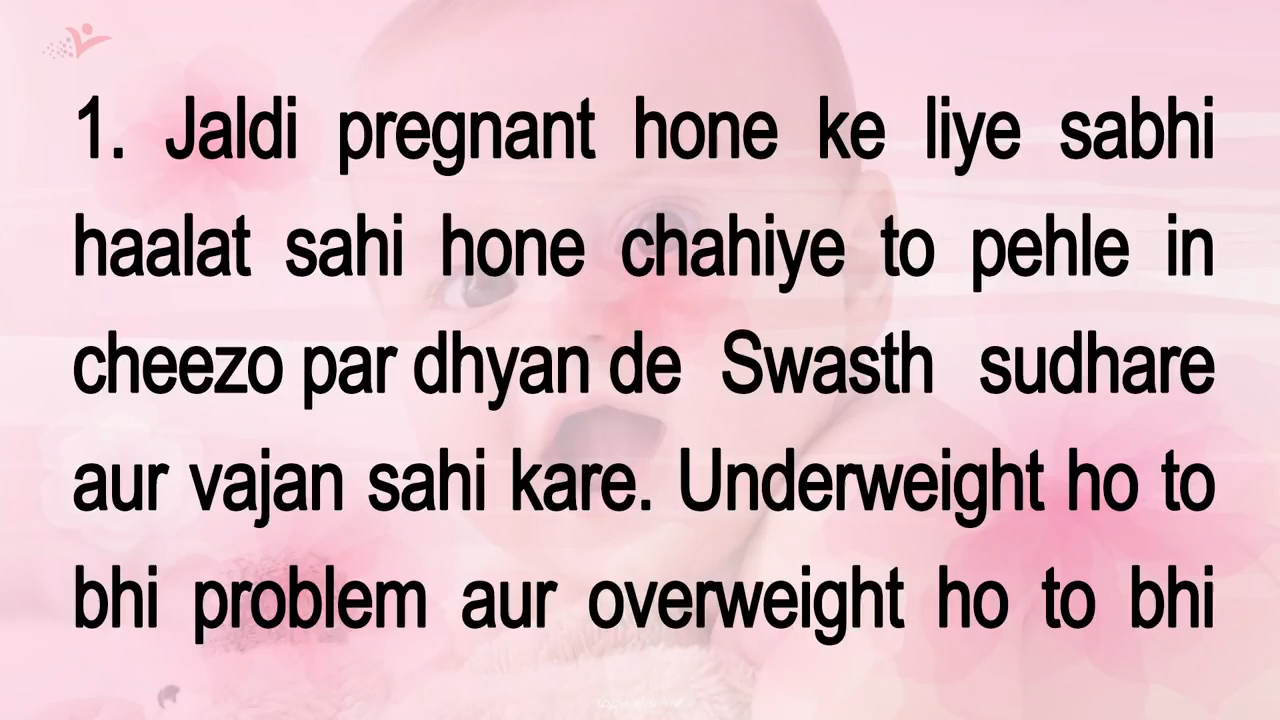 1. Jaldi pregnant hone ke liye sabhi
haalat sahi hone chahiye to pehle in
cheezo par dhyan de Swasth sudhare
aur vajan sahi kare. Underweight ho to
bhi problem aur overweight ho to bhi